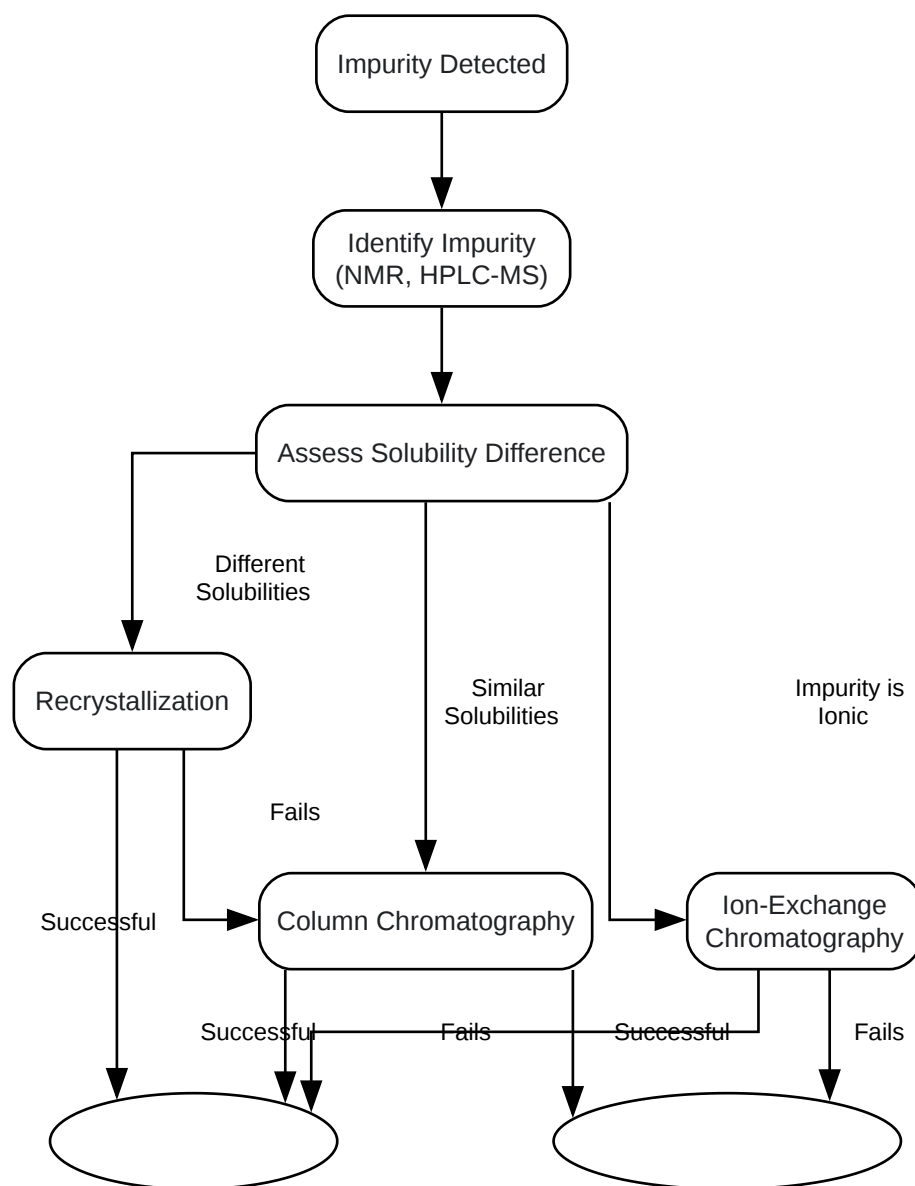 Impurity Detected
Identify Impurity
(NMR, HPLC-MS)
Assess Solubility Difference
Different
Solubilities
Recrystallization
Similar
Solubilities
Impurity is
Ionic
Fails
Column Chromatography
Ion-Exchange
Chromatography
Successful
Successful
Fails
Successful
Fails